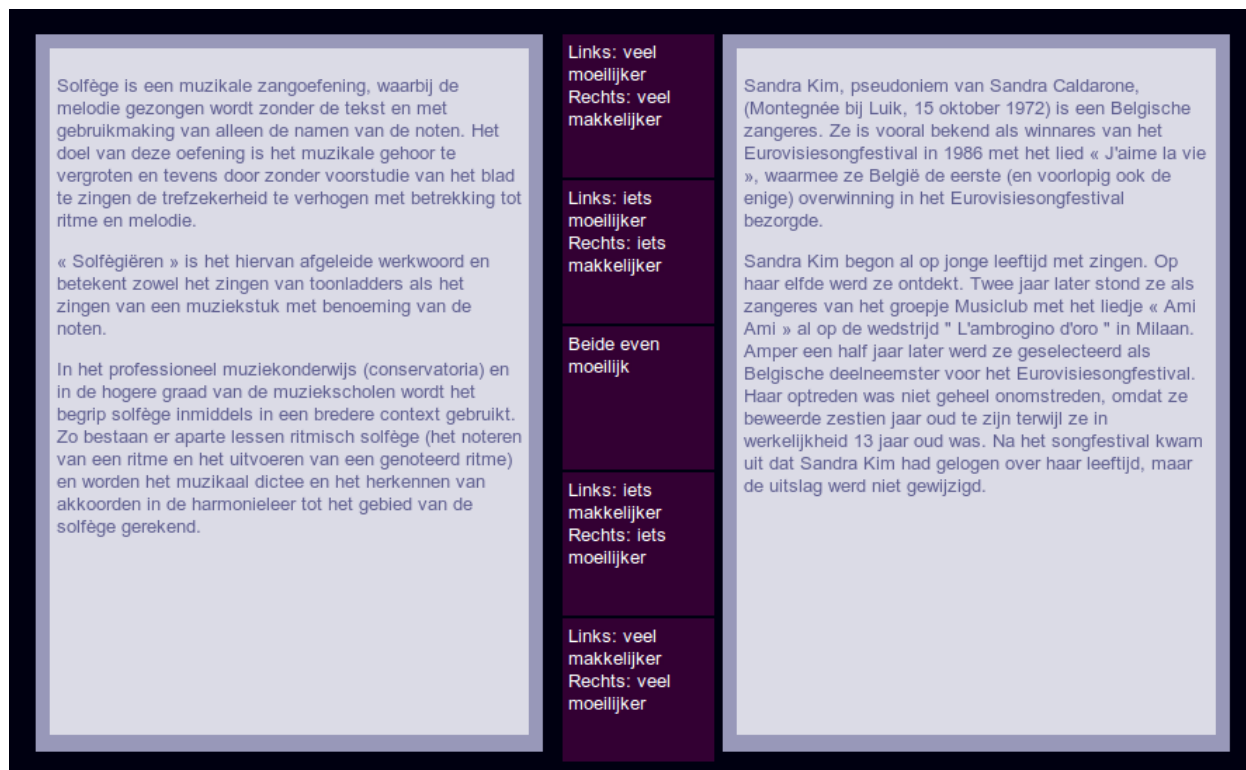 Solfège is een muzikale zangoefening, waarbij de
melodie gezongen wordt zonder de tekst en met
gebruikmaking van alleen de namen van de noten. Het
doel van deze oefening is het muzikale gehoor te
vergroten en tevens door zonder voorstudie van het blad
te zingen de trefzekerheid te verhogen met betrekking tot
ritme en melodie.
« Solfègiëren » is het hiervan afgeleide werkwoord en
betekent zowel het zingen van toonladders als het
zingen van een muziekstuk met benoeming van de
noten.
In het professioneel muziekonderwijs (conservatoria) en
in de hogere graad van de muziekscholen wordt het
begrip solfège inmiddels in een bredere context gebruikt.
Zo bestaan er aparte lessen ritmisch solfège (het noteren
van een ritme en het uitvoeren van een genoteerd ritme)
en worden het muzikaal dictee en het herkennen van
akkoorden in de harmonieleer tot het gebied van de
solfège gerekend.
Links: veel
moeilijker
Rechts: veel
makkelijker
Links: iets
moeilijker
Rechts: iets
makkelijker
Beide even
moeilijk
Links: iets
makkelijker
Rechts: iets
moeilijker
Links: veel
makkelijker
Rechts: veel
moeilijker
Sandra Kim, pseudoniem van Sandra Caldarone,
(Montegnée bij Luik, 15 oktober 1972) is een Belgische
zangeres. Ze is vooral bekend als winnares van het
Eurovisiesongfestival in 1986 met het lied « J'aime la vie
», waarmee ze België de eerste (en voorlopig ook de
enige) overwinning in het Eurovisiesongfestival
bezorgde.
Sandra Kim begon al op jonge leeftijd met zingen. Op
haar elfde werd ze ontdekt. Twee jaar later stond ze als
zangeres van het groepje Musiclub met het liedje « Ami
Ami » al op de wedstrijd " L'ambrogino d'oro " in Milaan.
Amper een half jaar later werd ze geselecteerd als
Belgische deelneemster voor het Eurovisiesongfestival.
Haar optreden was niet geheel onomstreden, omdat ze
beweerde zestien jaar oud te zijn terwijl ze in
werkelijkheid 13 jaar oud was. Na het songfestival kwam
uit dat Sandra Kim had gelogen over haar leeftijd, maar
de uitslag werd niet gewijzigd.